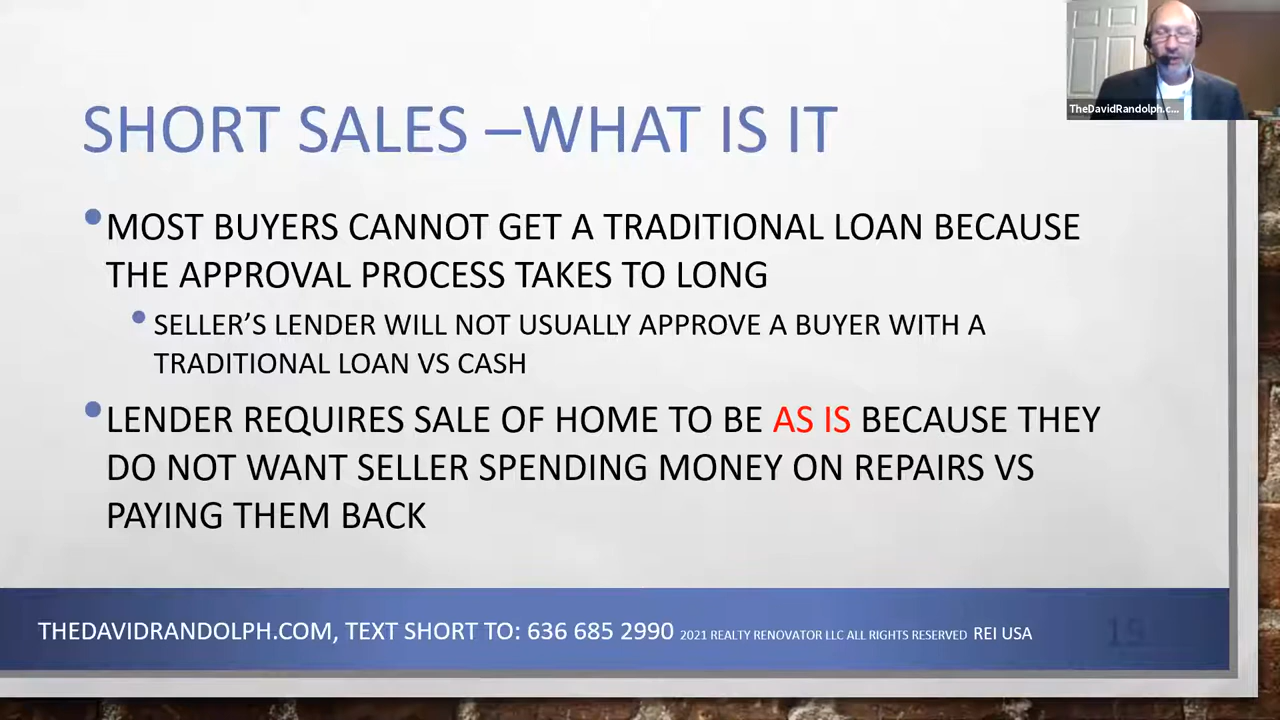 TheDavidRandolph.c...
SHORT SALES –WHAT IS IT
•MOST BUYERS CANNOT GET A TRADITIONAL LOAN BECAUSE
THE APPROVAL PROCESS TAKES TO LONG
• SELLER’S LENDER WILL NOT USUALLY APPROVE A BUYER WITH A
TRADITIONAL LOAN VS CASH
•LENDER REQUIRES SALE OF HOME TO BE AS IS BECAUSE THEY
DO NOT WANT SELLER SPENDING MONEY ON REPAIRS VS
PAYING THEM BACK
THEDAVIDRANDOLPH.COM, TEXT SHORT TO: 636 685 2990 2021 REALTY RENOVATOR LLC ALL RIGHTS RESERVED REI USA 19